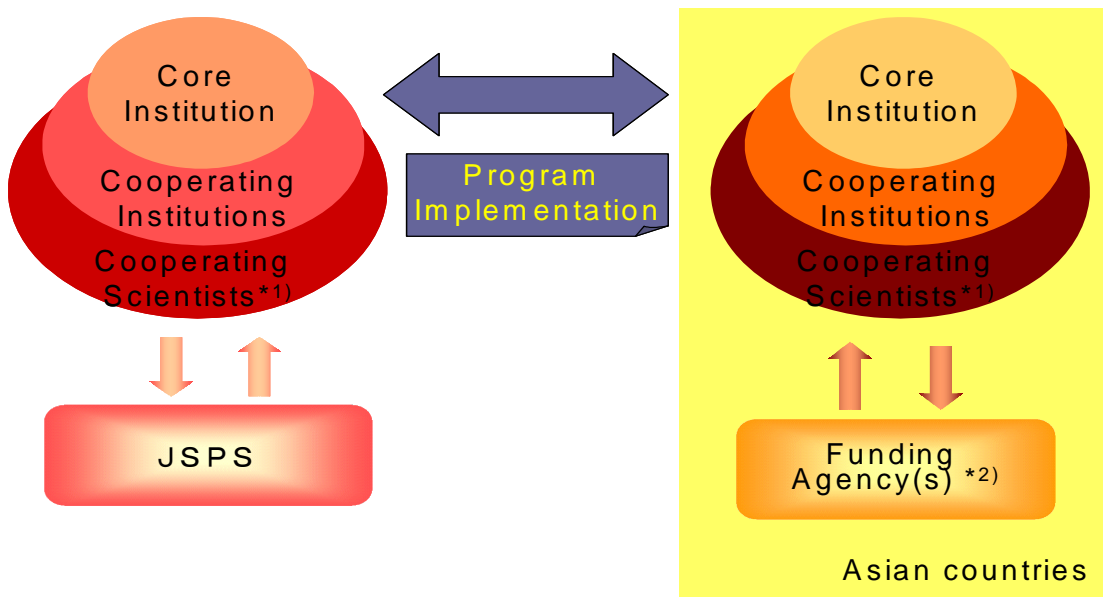 Core
Institution
Cooperating
Institutions
Cooperating
Scientists*1)
JSPS
Program
Implementation
Core
Institution
Cooperating
Institutions
Cooperating
Scientists*1)
Funding
Agency(s) *2)
Asian countries